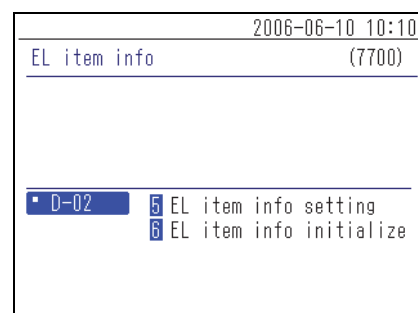 2006-06-10 10:10
EL item info (7700)
D-02 5 EL item info setting
6 EL item info initialize